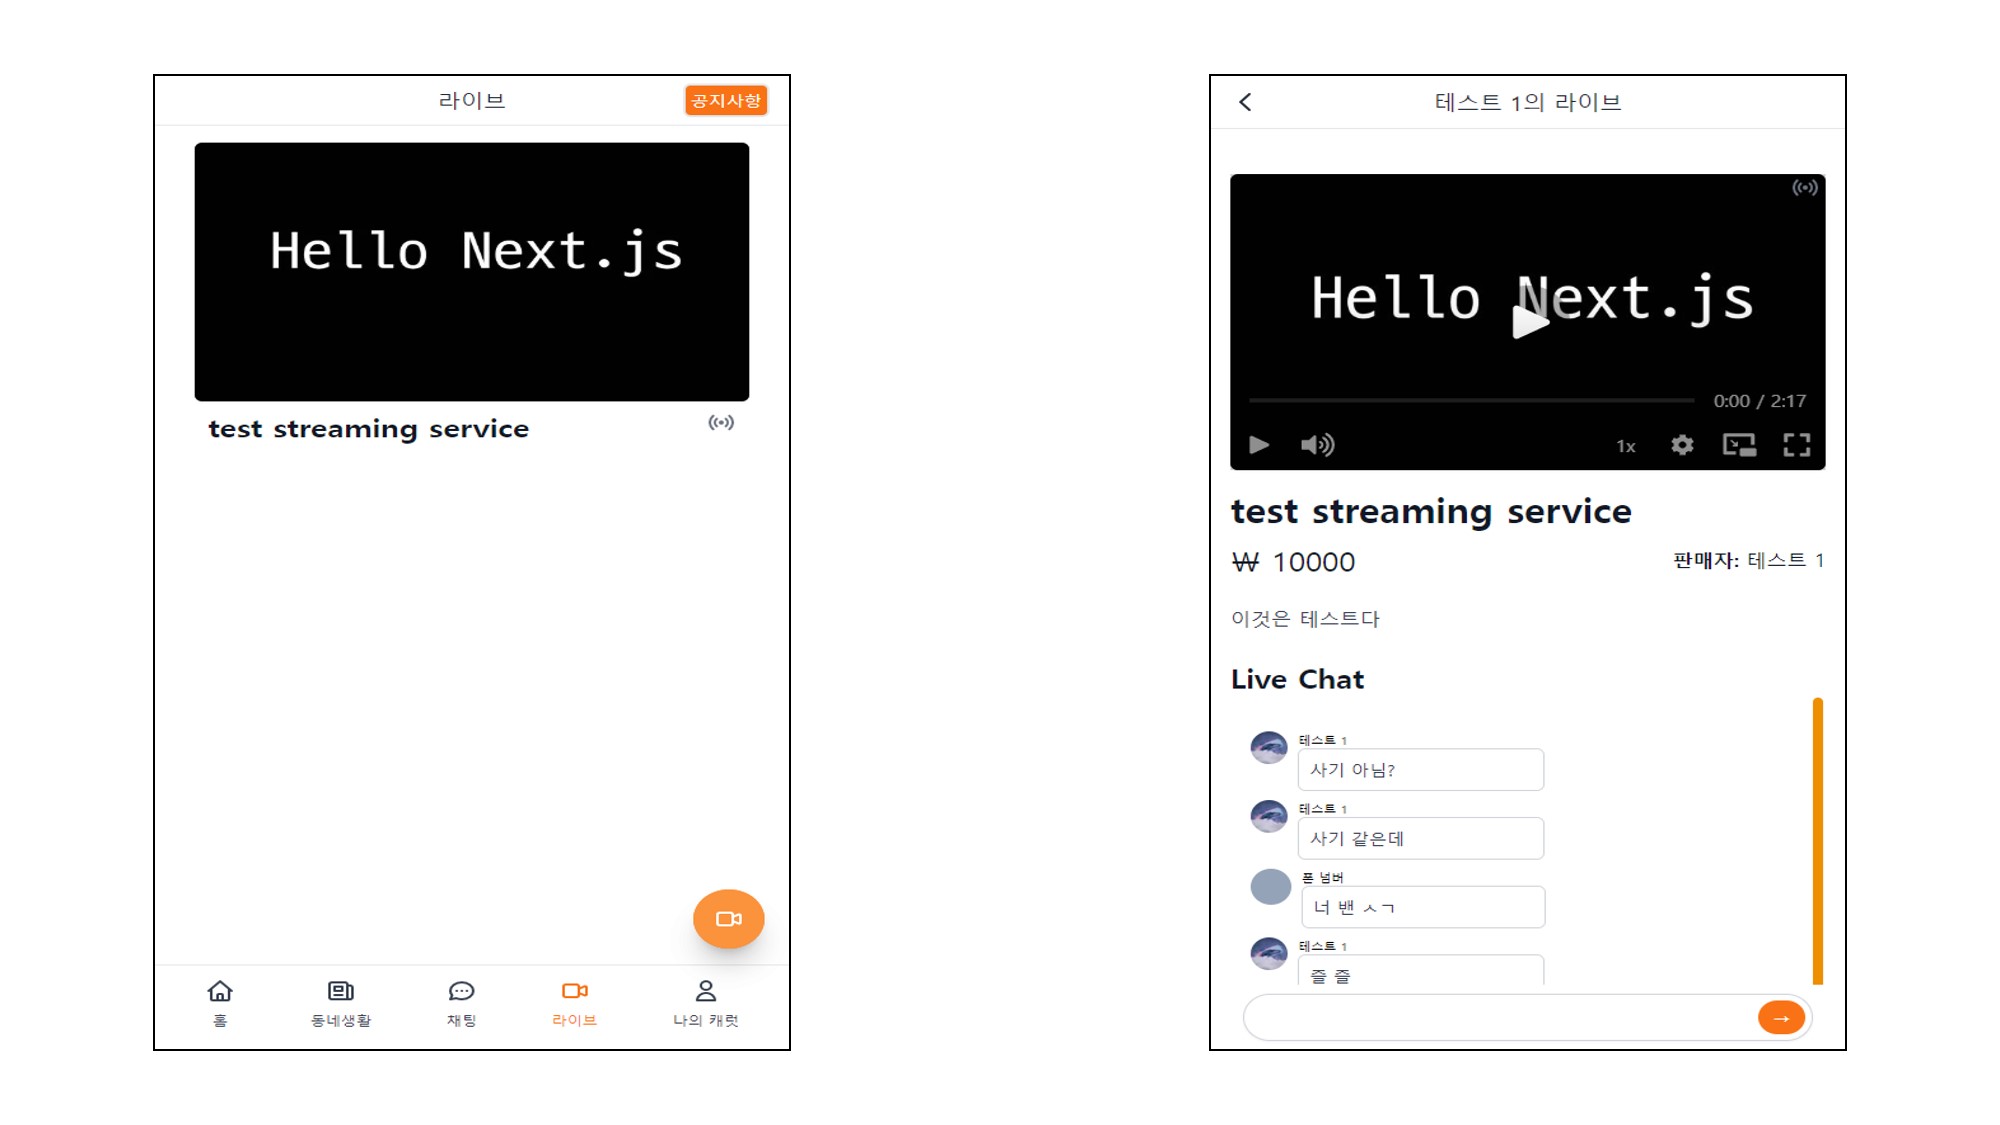 라이브
공지사항
Hello Next.js
test streaming service
홈
동네생활
채팅
라이브
나의 캐럿
테스트 1의 라이브
Hello Next.js
0:00 / 2:17
1x
test streaming service
₩ 10000
판매자: 테스트 1
이것은 테스트다
Live Chat
테스트 1
사기 아님?
테스트 1
사기 같은데
폰 넘버
너 밴 ㅅㄱ
테스트 1
즐 즐
→